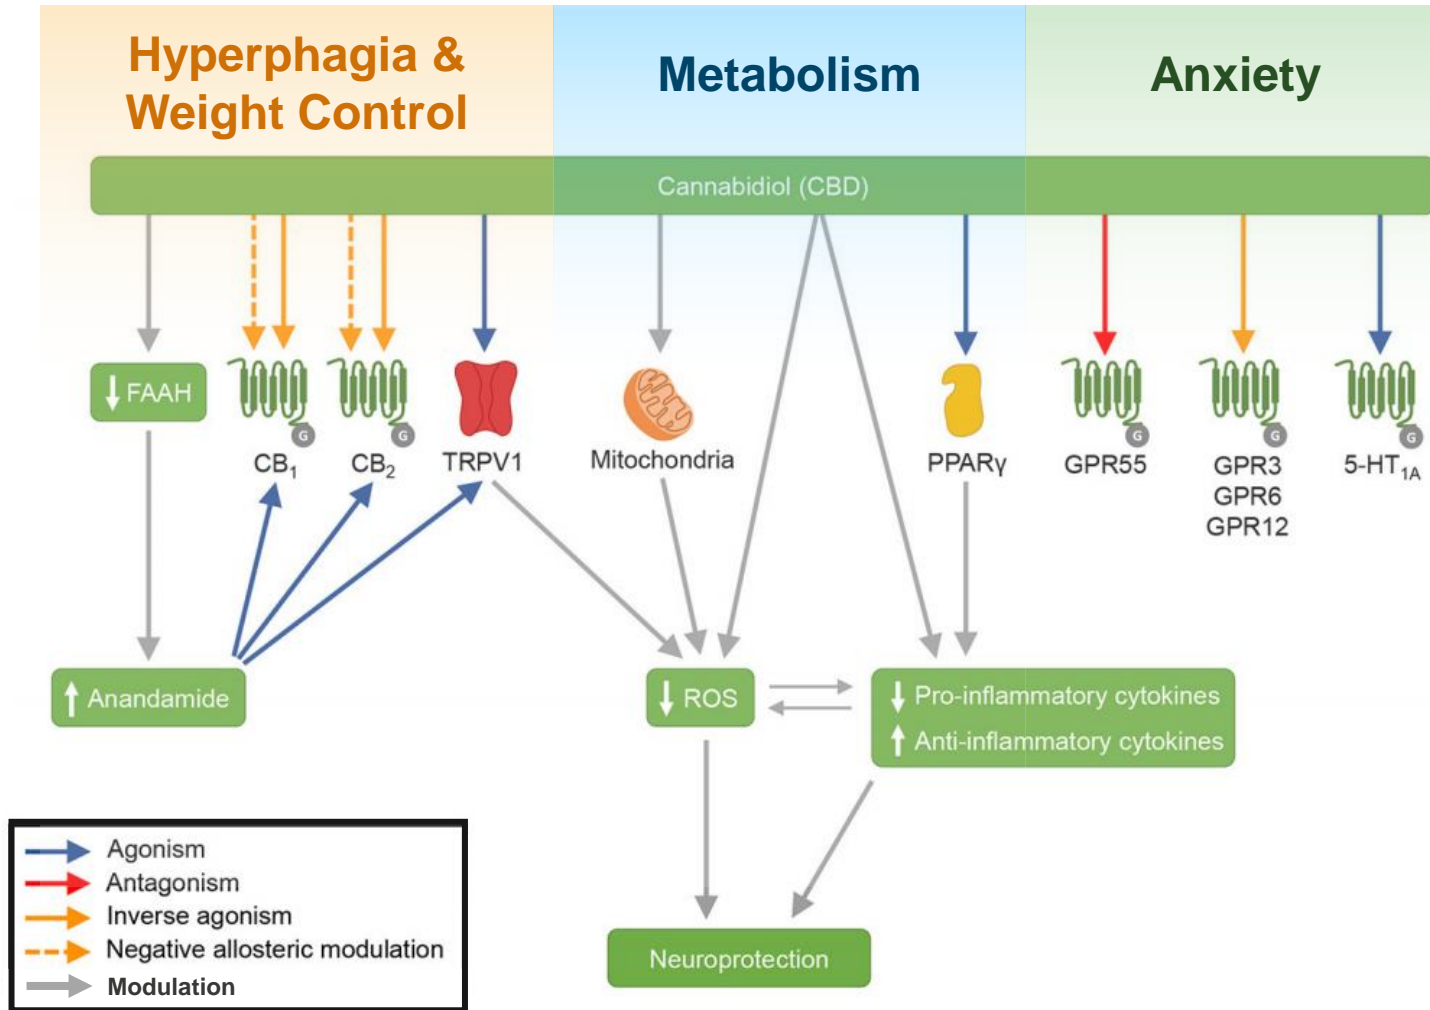 Hyperphagia &
Weight Control
Metabolism
Anxiety
Cannabidiol (CBD)
↓ FAAH
G
CB₁
G
CB₂
TRPV1
Mitochondria
PPARγ
G
GPR55
G
GPR3
GPR6
GPR12
G
5-HT₁A
↑ Anandamide
↓ ROS
↓ Pro-inflammatory cytokines
↑ Anti-inflammatory cytokines
Neuroprotection
Agonism
Antagonism
Inverse agonism
Negative allosteric modulation
Modulation